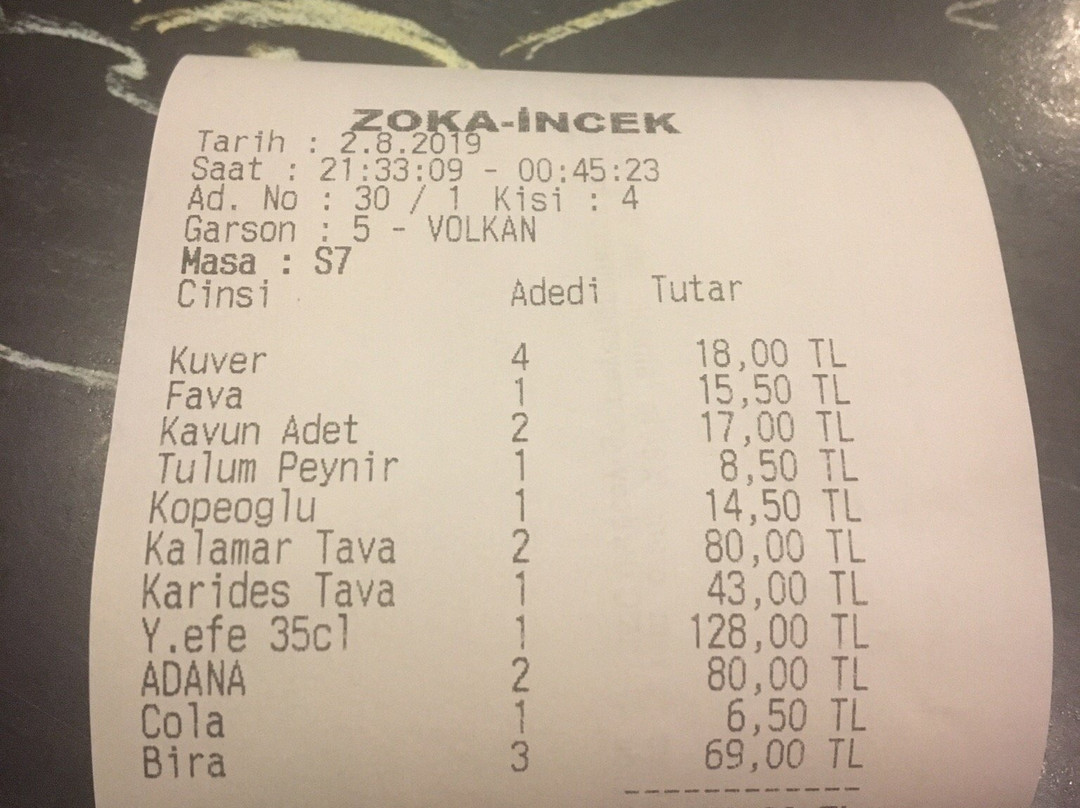 ZOKA-İNCEK
Tarih : 2.8.2019
Saat : 21:33:09 - 00:45:23
Ad. No : 30 / 1 Kisi : 4
Garson : 5 - VOLKAN
Masa : S7
Cinsi Adedi Tutar
Kuver 4 18,00 TL
Fava 1 15,50 TL
Kavun Adet 2 17,00 TL
Tulum Peynir 1 8,50 TL
Kopeoglu 1 14,50 TL
Kalamar Tava 2 80,00 TL
Karides Tava 1 43,00 TL
Y.efe 35cl 1 128,00 TL
ADANA 2 80,00 TL
Cola 1 6,50 TL
Bira 3 69,00 TL